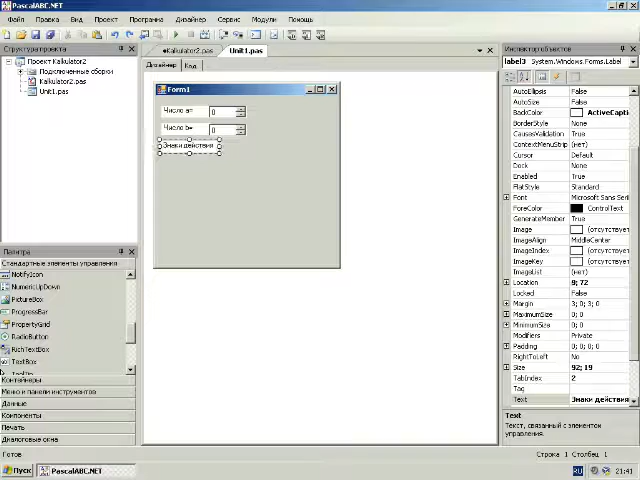 PascalABC.NET
Файл Правка Вид Проект Программа Дизайнер Сервис Модули Помощь
Структура проекта
Проект Kalkulator2
Подключенные сборки
Kalkulator2.pas
Unit1.pas
Палитра
Стандартные элементы управления
NotifyIcon
NumericUpDown
PictureBox
ProgressBar
PropertyGrid
RadioButton
RichTextBox
TextBox
Контейнеры
Меню и панели инструментов
Данные
Компоненты
Печать
Диалоговые окна
Готов
●Kalkulator2.pas Unit1.pas
Дизайнер Код
Form1
Число a= 0
Число b= 0
Знаки действия
Инспектор объектов
label3 System.Windows.Forms.Label
AutoEllipsis False
AutoSize False
BackColor ActiveCaption
BorderStyle None
CausesValidation True
ContextMenuStrip (нет)
Cursor Default
Dock None
Enabled True
FlatStyle Standard
Font Microsoft Sans Seri
ForeColor ControlText
GenerateMember True
Image (отсутствует
ImageAlign MiddleCenter
ImageIndex (отсутствует
ImageKey (отсутствует
ImageList (нет)
Location 9; 72
Locked False
Margin 3; 0; 3; 0
MaximumSize 0; 0
MinimumSize 0; 0
Modifiers Private
Padding 0; 0; 0; 0
RightToLeft No
Size 92; 19
TabIndex 2
Tag
Text Знаки действия
Text
Текст, связанный с элементом
управления.
Строка 1 Столбец 1
Пуск PascalABC.NET RU 21:41